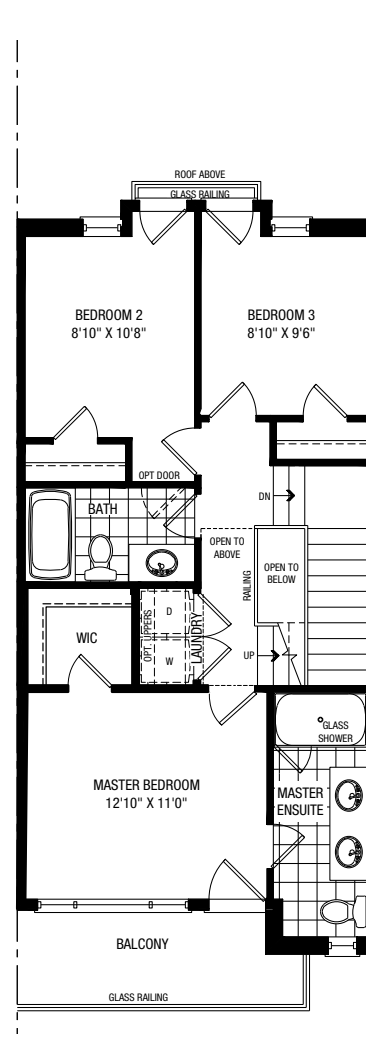 ROOF ABOVE
GLASS RAILING
BEDROOM 2
8'10" X 10'8"
BEDROOM 3
8'10" X 9'6"
OPT DOOR
BATH
DN
OPEN TO
ABOVE
OPEN TO
BELOW
RAILING
WIC
OPT. UPPERS
D
W
LAUNDRY
UP
GLASS
SHOWER
MASTER BEDROOM
12'10" X 11'0"
MASTER
ENSUITE
BALCONY
GLASS RAILING